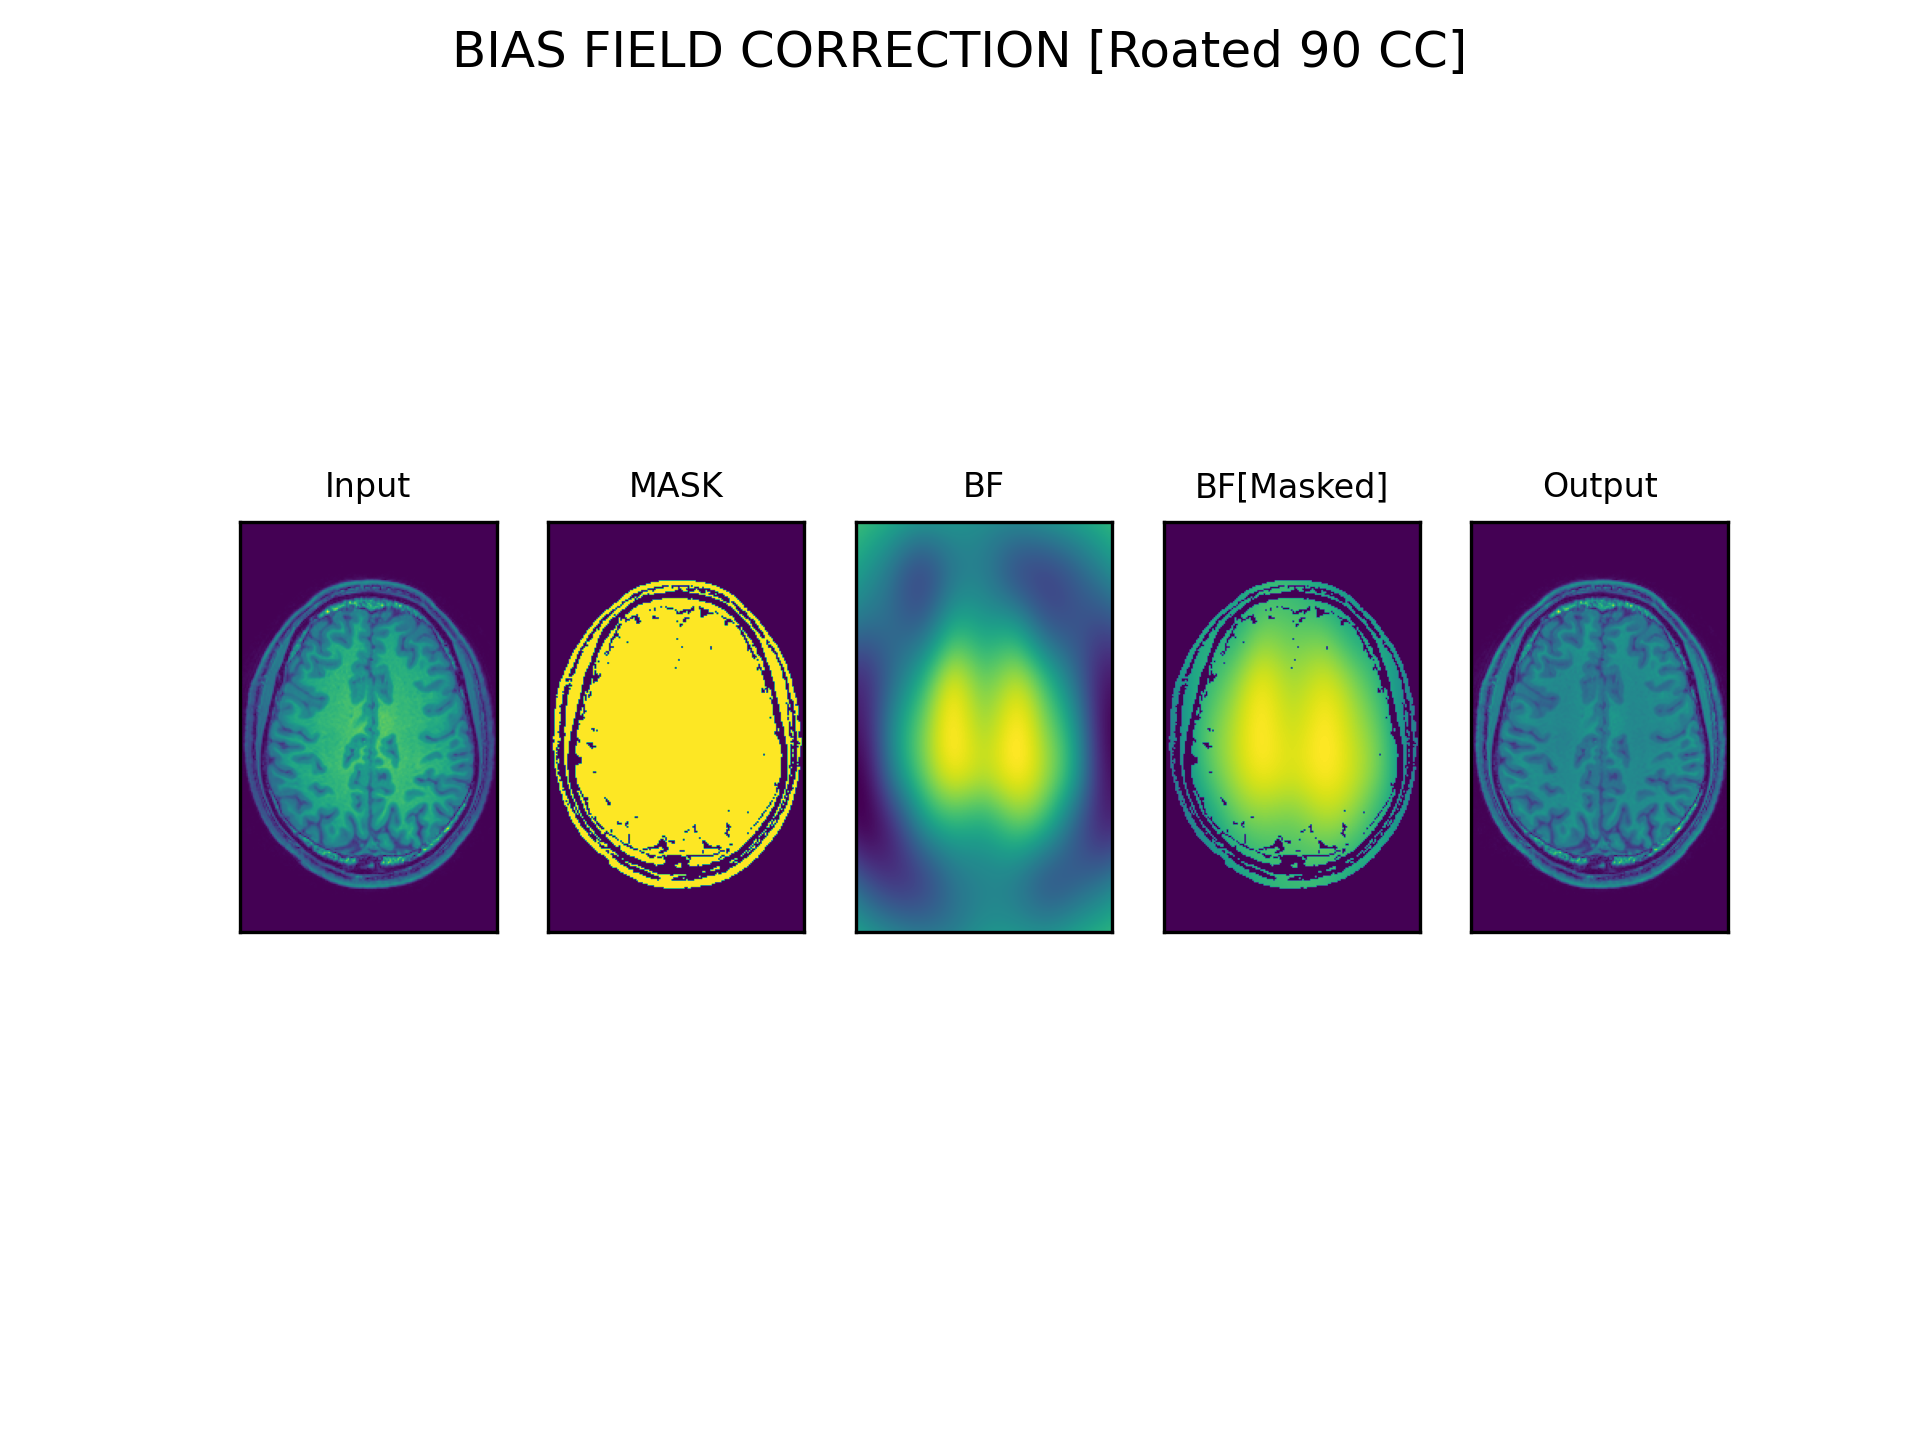 BIAS FIELD CORRECTION [Roated 90 CC]
Input
MASK
BF
BF[Masked]
Output